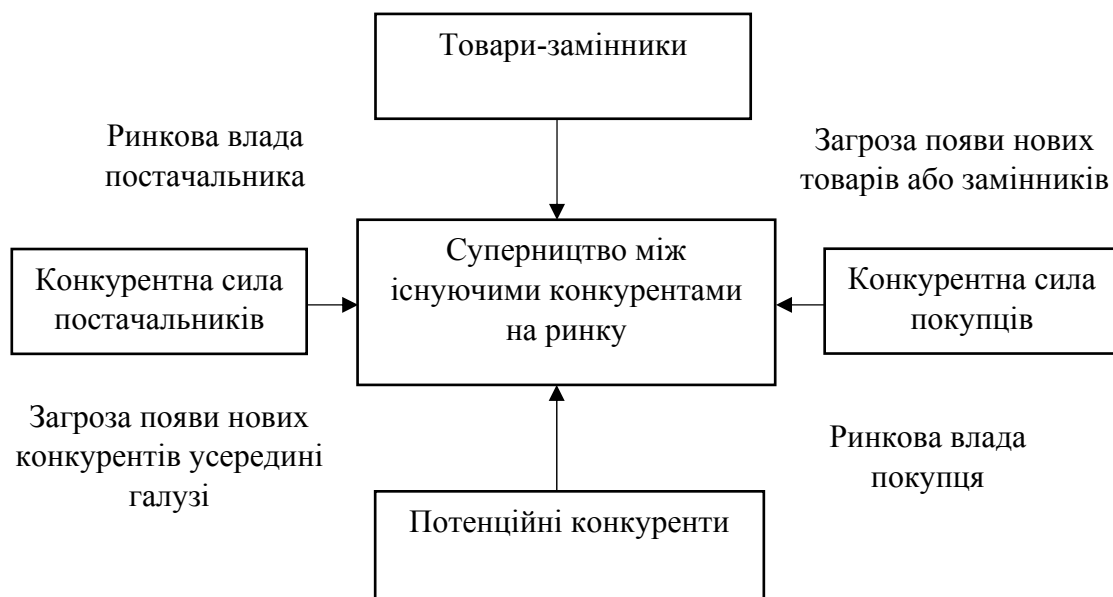 Товари-замінники
Ринкова влада
постачальника
Загроза появи нових
товарів або замінників
Суперництво між
існуючими конкурентами
на ринку
Конкурентна сила
постачальників
Конкурентна сила
покупців
Загроза появи нових
конкурентів усередині
галузі
Ринкова влада
покупця
Потенційні конкуренти